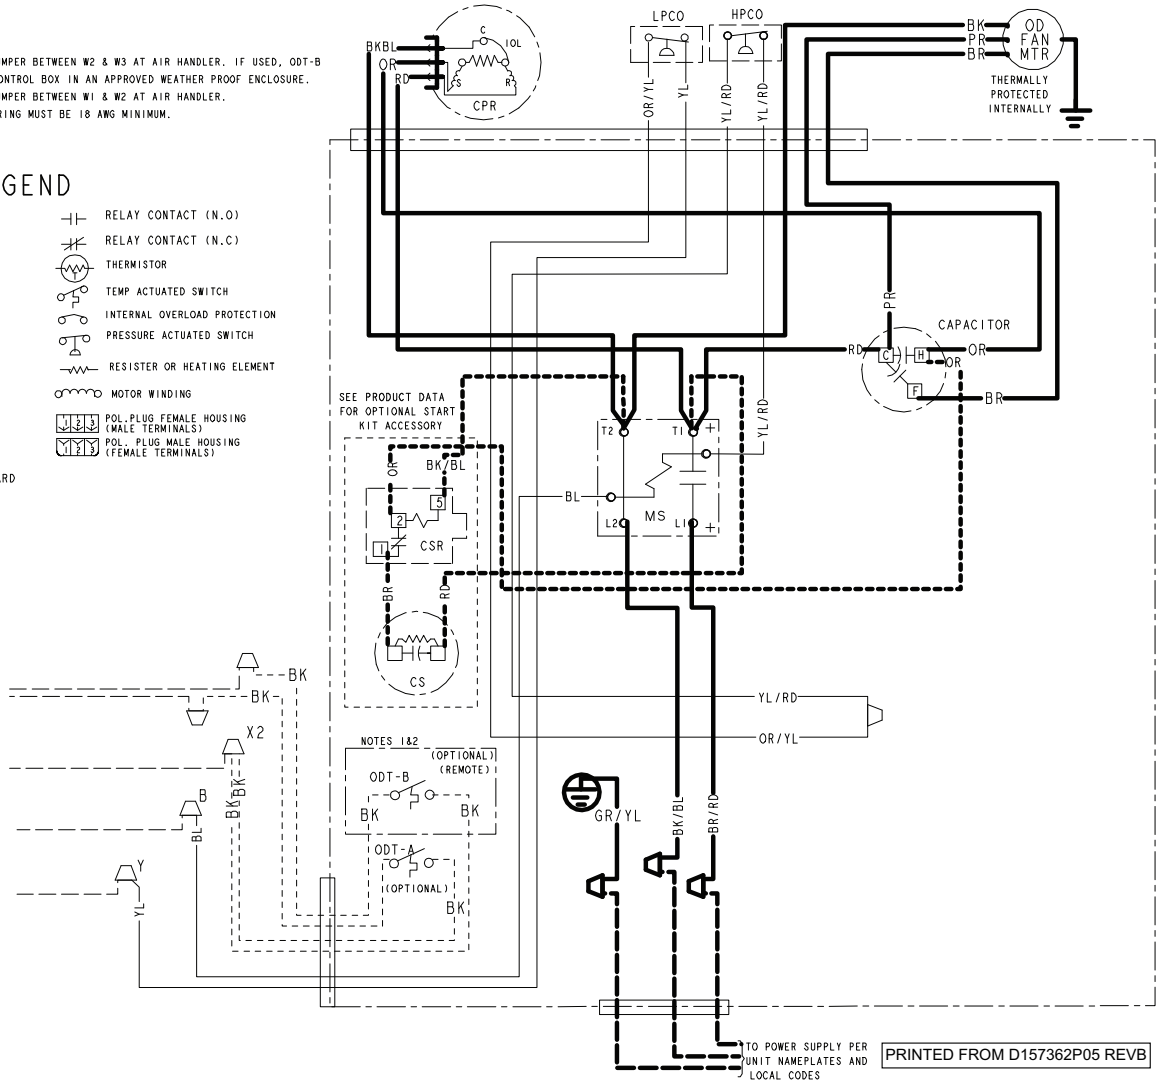 OMPER BETWEEN W2 & W3 AT AIR HANDLER. IF USED, ODT-B
ONTROL BOX IN AN APPROVED WEATHER PROOF ENCLOSURE.
MPER BETWEEN W1 & W2 AT AIR HANDLER.
RING MUST BE 18 AWG MINIMUM.
GEND
RELAY CONTACT (N.O)
RELAY CONTACT (N.C)
T
THERMISTOR
TEMP ACTUATED SWITCH
INTERNAL OVERLOAD PROTECTION
PRESSURE ACTUATED SWITCH
RESISTER OR HEATING ELEMENT
MOTOR WINDING
1 2 3
POL.PLUG FEMALE HOUSING
(MALE TERMINALS)
1 2 3
POL. PLUG MALE HOUSING
(FEMALE TERMINALS)
RD
BKBL
OR
RD
C
IOL
S
R
CPR
LPCO
HPCO
OR/YL
YL
YL/RD
YL/RD
BK
PR
BR
OD
FAN
MTR
THERMALLY
PROTECTED
INTERNALLY
PR
CAPACITOR
RD
C
H
OR
OR
F
BR
SEE PRODUCT DATA
FOR OPTIONAL START
KIT ACCESSORY
OR
BK/BL
5
2
1
CSR
BR
RD
CS
T2
T1
+
YL/RD
BL
MS
L2
L1
+
BK
BK
X2
BK
BK
B
BL
Y
YL
NOTES 1&2
(OPTIONAL)
(REMOTE)
ODT-B
BK
BK
ODT-A
(OPTIONAL)
BK
YL/RD
OR/YL
GR/YL
BK/BL
BR/RD
TO POWER SUPPLY PER
UNIT NAMEPLATES AND
LOCAL CODES
PRINTED FROM D157362P05 REVB